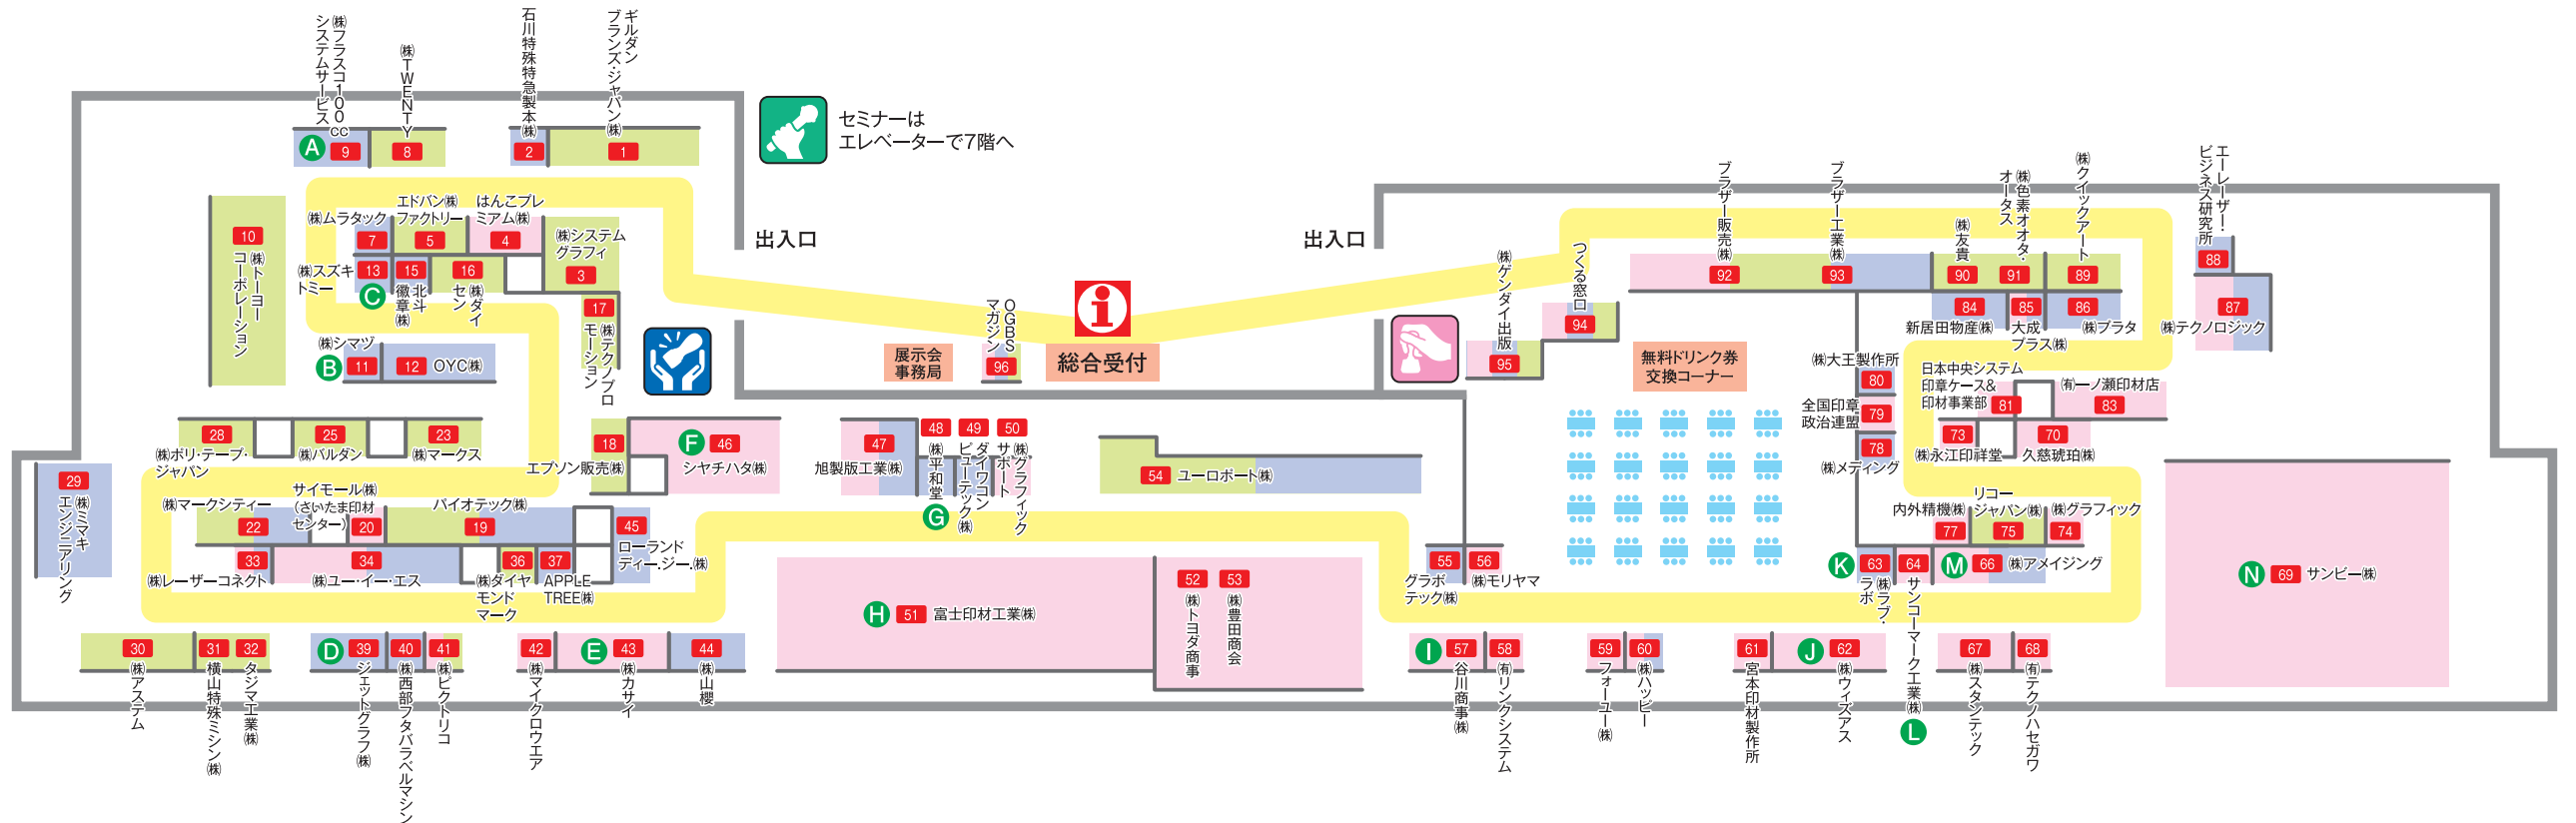 ㈱フラスコ100cc
システムサービス
A
9
㈱TWENTY
8
石川特殊特急製本㈱
2
ギルダン
ブランズ・ジャパン㈱
1
セミナーは
エレベーターで7階へ
10
㈱トーヨー
コーポレーション
㈱ムラタック
7
エドバン㈱
ファクトリー
5
はんこプレ
ミアム㈱
4
㈱システム
グラフィ
3
㈱スズキ
トミー
13
C
15
北斗
徽章㈱
16
㈱ダイ
セン
17
㈱テクノプロ
モーション
㈱シマヅ
B
11
12
OYC㈱
出入口
出入口
28
㈱ポリ・テープ・
ジャパン
25
㈱バルダン
23
㈱マークス
18
エプソン販売㈱
F
46
シヤチハタ㈱
29
㈱ミマキ
エンジニアリング
㈱マークシティー
22
サイモール㈱
(さいたま印材
センター)
20
バイオテック㈱
19
45
ローランド
ディー.ジー.㈱
33
㈱レーザーコネクト
34
㈱ユー・イー・エス
36
㈱ダイヤ
モンド
マーク
37
APPLE
TREE㈱
30
㈱アステム
31
横山特殊ミシン㈱
32
タジマ工業㈱
D
39
ジェットグラフ㈱
40
㈱西部フタバラベルマシン
41
㈱ピクトリコ
42
㈱マイクロウエア
E
43
㈱カサイ
44
㈱山櫻
展示会
事務局
OGBS
マガジン
96
総合受付
47
旭製版工業㈱
48
㈱平和堂
G
49
ダイワコン
ピューテック㈱
50
㈱グラフィック
サポート
54
ユーロポート㈱
H
51
富士印材工業㈱
52
㈱トヨダ商事
53
㈱豊田商会
55
グラボ
テック㈱
56
㈱モリヤマ
I
57
谷川商事㈱
58
㈲リンクシステム
59
フォーユー㈱
60
㈱ハッピー
61
宮本印材製作所
J
62
㈱ウィズアス
67
㈱スタンテック
68
㈲テクノハセガワ
㈱ゲンダイ出版
95
つくる窓口
94
無料ドリンク券
交換コーナー
ブラザー販売㈱
92
ブラザー工業㈱
93
㈱友貴
90
㈱色素オオタ・
オータス
91
㈱クイックアート
89
84
新居田物産㈱
85
大成
プラス㈱
86
㈱プラタ
エーレーザー・
ビジネス研究所
88
87
㈱テクノロジック
㈱大王製作所
80
全国印章
政治連盟
79
78
㈱メディング
日本中央システム
印章ケース&
印材事業部
81
㈲一ノ瀬印材店
83
73
㈱永江印祥堂
70
久慈琥珀㈱
内外精機㈱
77
リコー
ジャパン㈱
75
㈱グラフィック
74
K
63
㈱ラブ・
ラボ
64
サンコーマーク工業㈱
L
M
66
㈱アメイジング
N
69
サンビー㈱